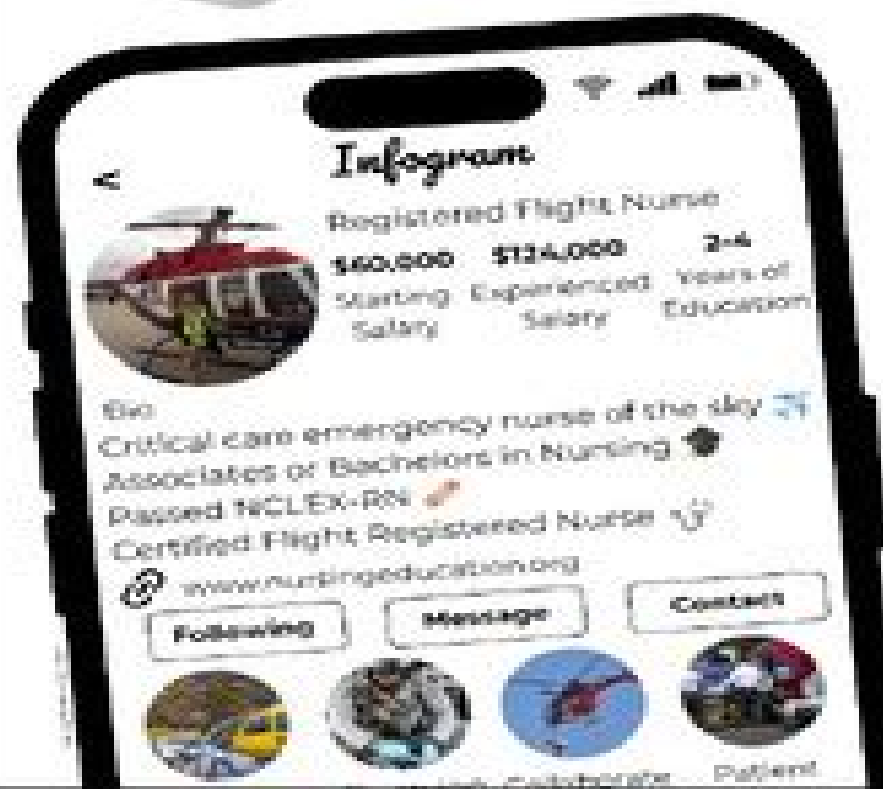 <
Infogram
Registered Flight Nurse
$60,000 $124,000 2-4
Starting Experienced Years of
Salary Salary Education
Bio
Critical care emergency nurse of the sky
Associates or Bachelors in Nursing
Passed NCLEX-RN
Certified Flight Registered Nurse
www.nursingeducation.org
Following Message Contact
Collaborate Patient